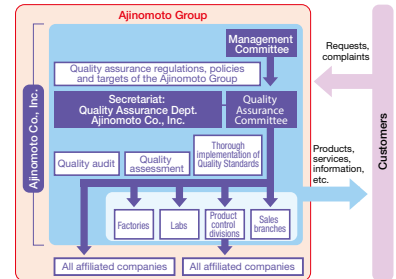 Ajinomoto Group
Ajinomoto Co., Inc.
Management
Committee
Quality assurance regulations, policies
and targets of the Ajinomoto Group
Secretariat:
Quality Assurance Dept.
Ajinomoto Co., Inc.
Quality
Assurance
Committee
Quality audit
Quality
assessment
Thorough
implementation of
Quality Standards
Factories
Labs
Product
control
divisions
Sales
branches
All affiliated companies
All affiliated companies
Requests,
complaints
Products,
services,
information,
etc.
Customers